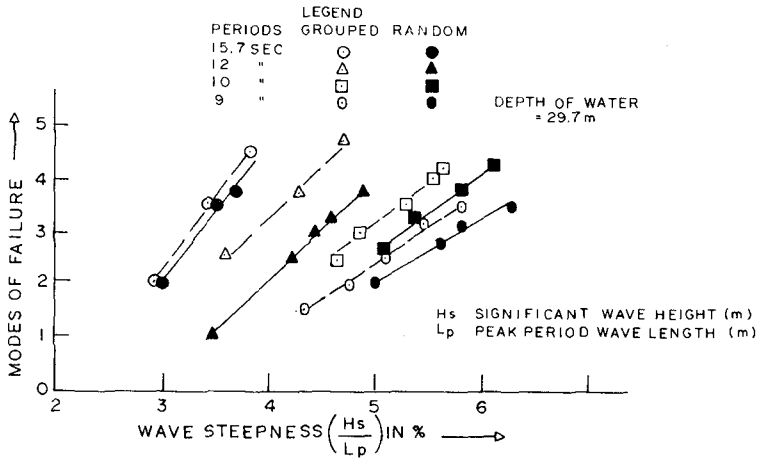 LEGEND
PERIODS GROUPED RANDOM
15.7 SEC
12 "
10 "
9 "
DEPTH OF WATER
= 29.7 m
MODES OF FAILURE
5
4
3
2
1
0
Hs SIGNIFICANT WAVE HEIGHT (m)
Lp PEAK PERIOD WAVE LENGTH (m)
2 3 4 5 6
WAVE STEEPNESS (Hs/Lp) IN %